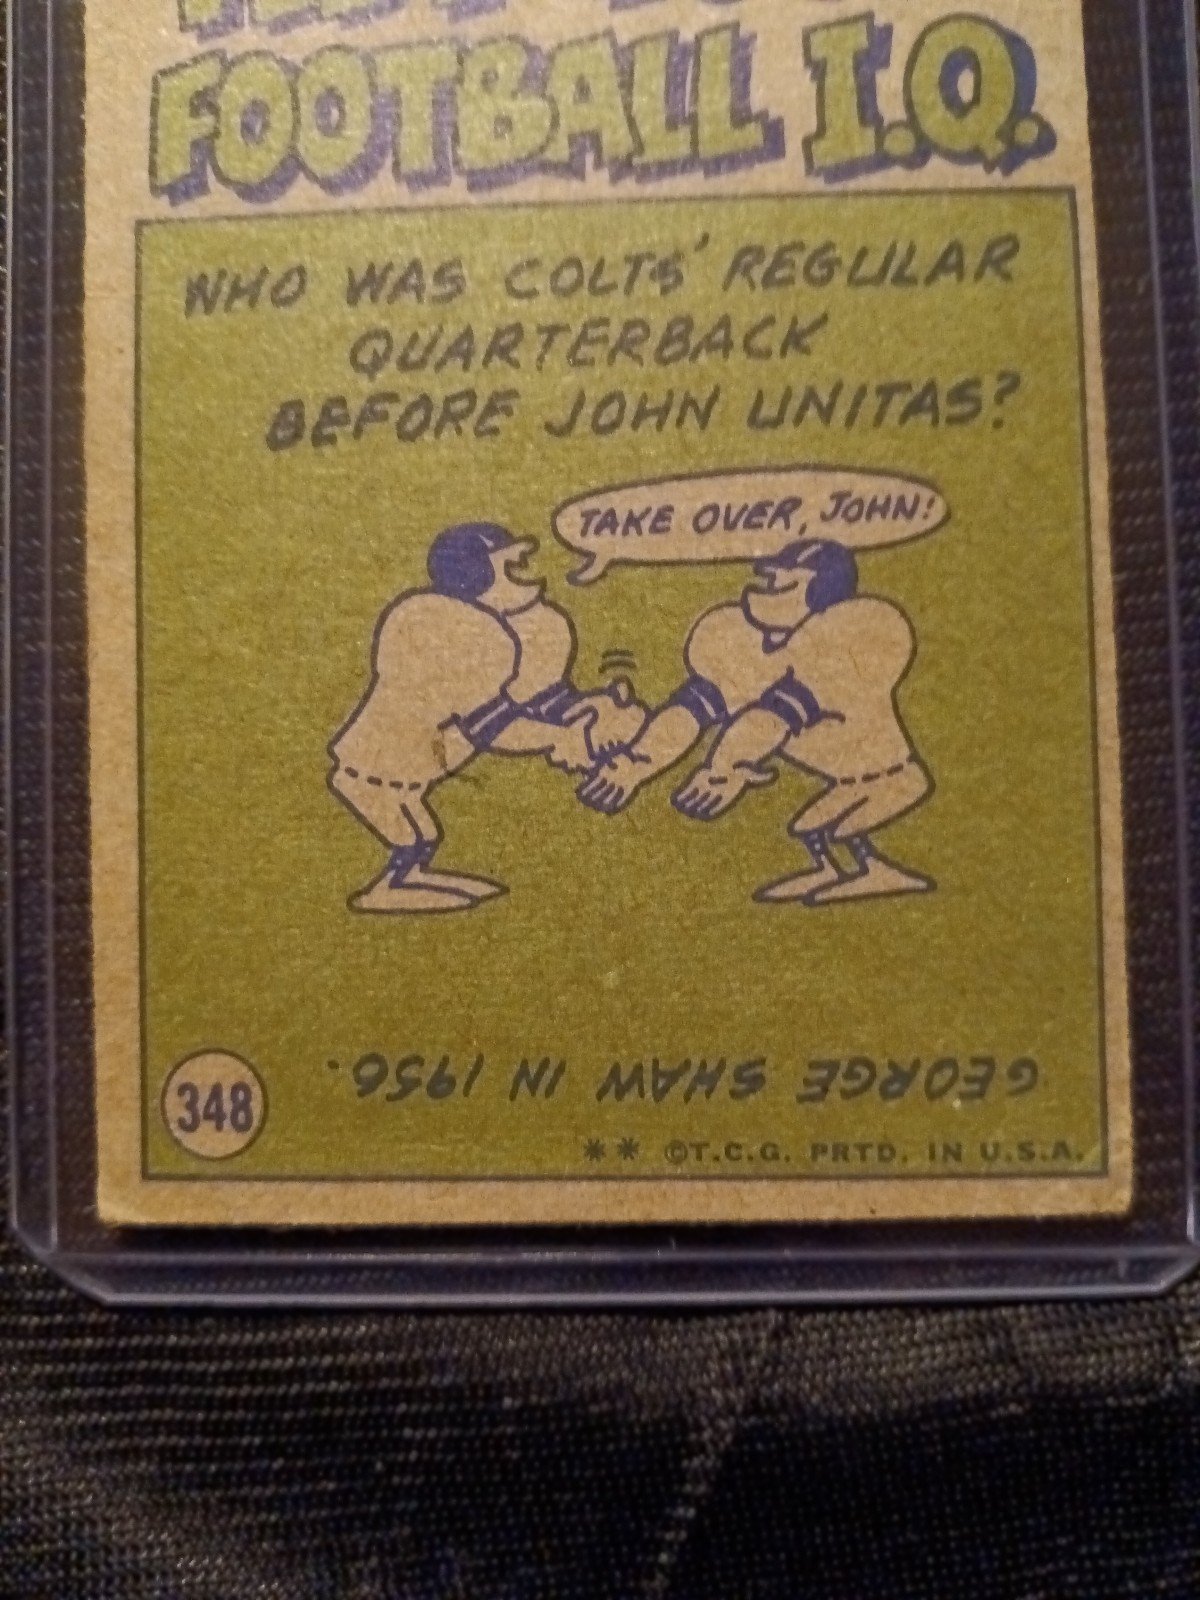 FOOTBALL I.Q.
WHO WAS COLTS' REGULAR
QUARTERBACK
BEFORE JOHN UNITAS?
TAKE OVER, JOHN!
GEORGE SHAW IN 1956.
348
** ©T.C.G. PRTD. IN U.S.A.